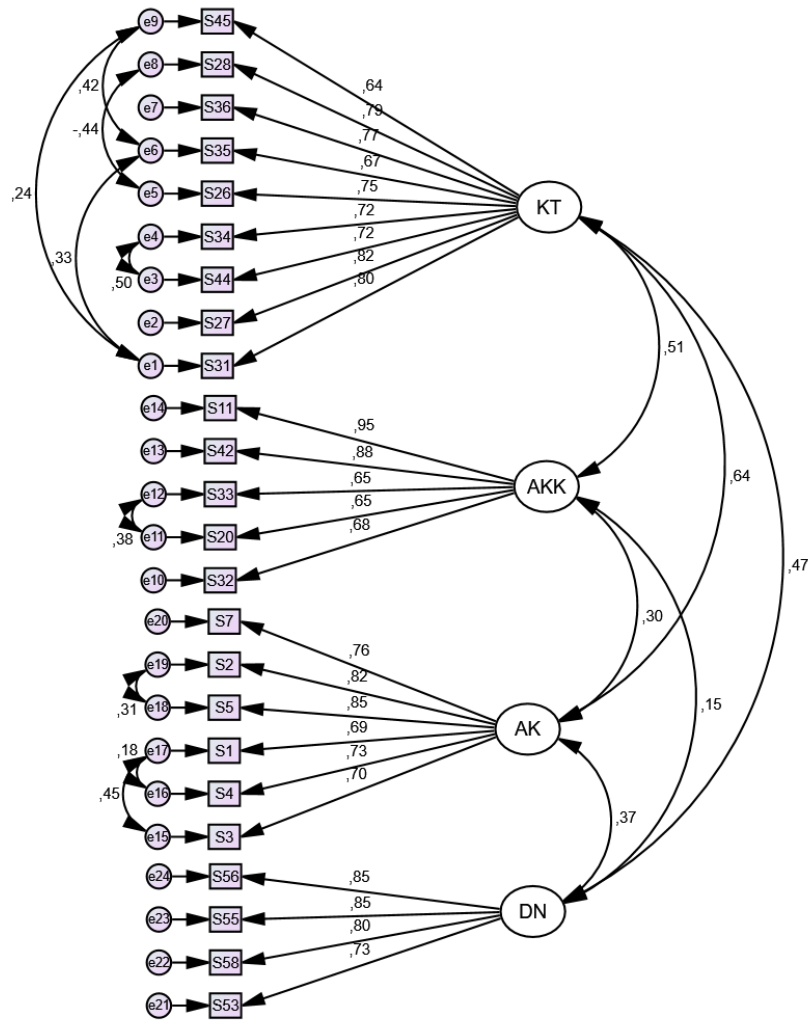 e9 S45
,64
e8 S28
,42
,79
e7 S36
-,44
,77
e6 S35
,67
e5 S26
,75
KT
,24
,72
e4 S34
,72
,33
,82
e3 S44
,50
,80
e2 S27
,51
e1 S31
e14 S11
,95
e13 S42
,88
,64
,65
AKK
e12 S33
,65
e11 S20
,38
,68
,47
e10 S32
,30
e20 S7
,76
e19 S2
,82
,31
e18 S5
,85
,15
,69
AK
,18
e17 S1
,73
,70
,45
e16 S4
,37
e15 S3
e24 S56
,85
,85
DN
e23 S55
,80
,73
e22 S58
e21 S53